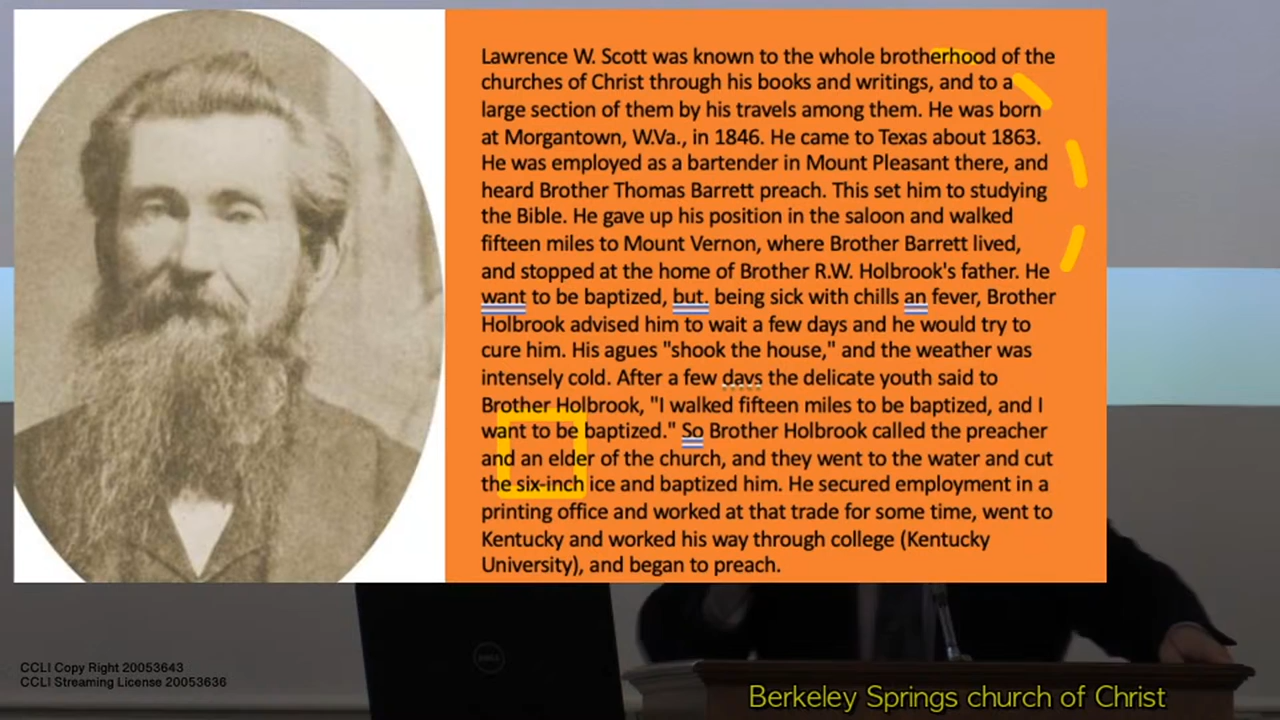 Lawrence W. Scott was known to the whole brotherhood of the
churches of Christ through his books and writings, and to a
large section of them by his travels among them. He was born
at Morgantown, W.Va., in 1846. He came to Texas about 1863.
He was employed as a bartender in Mount Pleasant there, and
heard Brother Thomas Barrett preach. This set him to studying
the Bible. He gave up his position in the saloon and walked
fifteen miles to Mount Vernon, where Brother Barrett lived,
and stopped at the home of Brother R.W. Holbrook's father. He
want to be baptized, but. being sick with chills an fever, Brother
Holbrook advised him to wait a few days and he would try to
cure him. His agues "shook the house," and the weather was
intensely cold. After a few davs the delicate youth said to
Brother Holbrook, "I walked fifteen miles to be baptized, and I
want to be baptized." So Brother Holbrook called the preacher
and an elder of the church, and they went to the water and cut
the six-inch ice and baptized him. He secured employment in a
printing office and worked at that trade for some time, went to
Kentucky and worked his way through college (Kentucky
University), and began to preach.
DELL
CCLI Copy Right 20053643
CCLI Streaming License 20053636
Berkeley Springs church of Christ